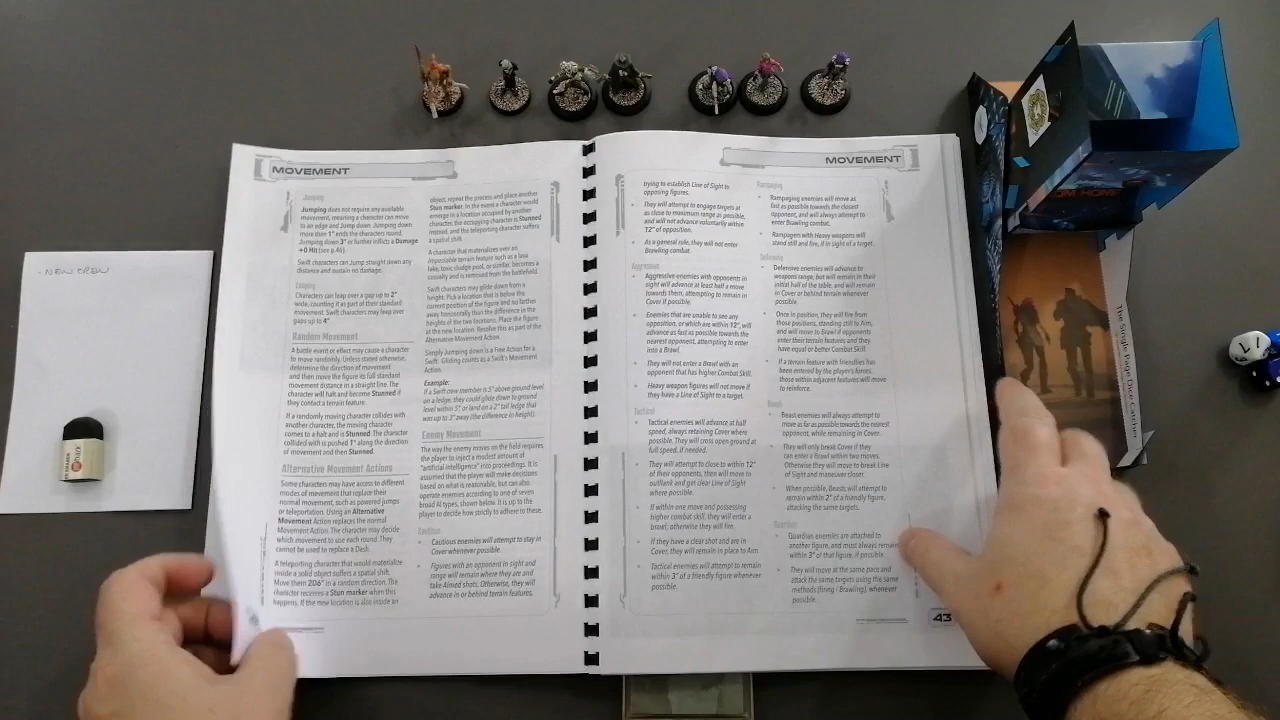 - NEW CREW
MOVEMENT
Jumping
Jumping does not require any available
movement, meaning a character can move
to an edge and Jump down. Jumping down
more than 1" ends the characters round.
Jumping down 3" or further inflicts a Damage
+0 Hit (see p.46).
Swift characters can Jump straight down any
distance and sustain no damage.
Leaping
Characters can leap over a gap up to 2"
wide, counting it as part of their standard
movement. Swift characters may leap over
gaps up to 4"
Random Movement
A battle event or effect may cause a character
to move randomly. Unless stated otherwise,
determine the direction of movement
and then move the figure its full standard
movement distance in a straight line. The
character will halt and become Stunned if
they contact a terrain feature.
If a randomly moving character collides with
another character, the moving character
comes to a halt and is Stunned. The character
collided with is pushed 1" along the direction
of movement and then Stunned.
Alternative Movement Actions
Some characters may have access to different
modes of movement that replace their
normal movement, such as powered jumps
or teleportation. Using an Alternative
Movement Action replaces the normal
Movement Action. The character may decide
which movement to use each round. They
cannot be used to replace a Dash.
A teleporting character that would materialize
inside a solid object suffers a spatial shift.
Move them 2D6" in a random direction. The
character receives a Stun marker when this
happens. If the new location is also inside an
object, repeat the process and place another
Stun marker. In the event a character would
emerge in a location occupied by another
character, the occupying character is Stunned
instead, and the teleporting character suffers
a spatial shift.
A character that materializes over an
impassable terrain feature such as a lava
lake, toxic sludge pool, or similar, becomes a
casualty and is removed from the battlefield.
Swift characters may glide down from a
height. Pick a location that is below the
current position of the figure and no farther
away horizontally than the difference in the
heights of the two locations. Place the figure
at the new location. Resolve this as part of the
Alternative Movement Action.
Simply Jumping down is a Free Action for a
Swift. Gliding counts as a Swift's Movement
Action.
Example:
If a Swift crew member is 5" above ground level
on a ledge, they could glide down to ground
level within 5" or land on a 2" tall ledge that
was up to 3" away (the difference in height).
Enemy Movement
The way the enemy moves on the field requires
the player to inject a modest amount of
"artificial intelligence" into proceedings. It is
assumed that the player will make decisions
based on what is reasonable, but can also
operate enemies according to one of seven
broad AI types, shown below. It is up to the
player to decide how strictly to adhere to these.
Cautious
• Cautious enemies will attempt to stay in
Cover whenever possible.
• Figures with an opponent in sight and
range will remain where they are and
take Aimed shots. Otherwise, they will
advance in or behind terrain features,
MOVEMENT
trying to establish Line of Sight to
opposing figures.
• They will attempt to engage targets at
as close to maximum range as possible,
and will not advance voluntarily within
12" of opposition.
• As a general rule, they will not enter
Brawling combat.
Aggressive
• Aggressive enemies with opponents in
sight will advance at least half a move
towards them, attempting to remain in
Cover if possible.
• Enemies that are unable to see any
opposition, or which are within 12", will
advance as fast as possible towards the
nearest opponent, attempting to enter
into a Brawl.
• They will not enter a Brawl with an
opponent that has higher Combat Skill.
• Heavy weapon figures will not move if
they have a Line of Sight to a target.
Tactical
• Tactical enemies will advance at half
speed, always retaining Cover where
possible. They will cross open ground at
full speed, if needed.
• They will attempt to close to within 12"
of their opponents, then will move to
outflank and get clear Line of Sight
where possible.
• If within one move and possessing
higher combat skill, they will enter a
brawl; otherwise they will fire.
• If they have a clear shot and are in
Cover, they will remain in place to Aim.
• Tactical enemies will attempt to remain
within 3" of a friendly figure whenever
possible.
Rampaging
• Rampaging enemies will move as
fast as possible towards the closest
opponent, and will always attempt to
enter Brawling combat.
• Rampagers with Heavy weapons will
stand still and fire, if in sight of a target.
Defensive
• Defensive enemies will advance to
weapons range, but will remain in their
initial half of the table, and will remain
in Cover or behind terrain whenever
possible.
• Once in position, they will fire from
those positions, standing still to Aim,
and will move to Brawl if opponents
enter their terrain features and they
have equal or better Combat Skill.
• If a terrain feature with friendlies has
been entered by the player's forces,
those within adjacent features will move
to reinforce.
Beast
• Beast enemies will always attempt to
move as far as possible towards the nearest
opponent, while remaining in Cover.
• They will only break Cover if they
can enter a Brawl within two moves.
Otherwise they will move to break Line
of Sight and maneuver closer.
• When possible, Beasts will attempt to
remain within 2" of a friendly figure,
attacking the same targets.
Guardian
• Guardian enemies are attached to
another figure, and must always remain
within 3" of that figure, if possible.
• They will move at the same pace and
attack the same targets using the same
methods (firing / Brawling), whenever
possible.
43
The Single Page Dice Catcher